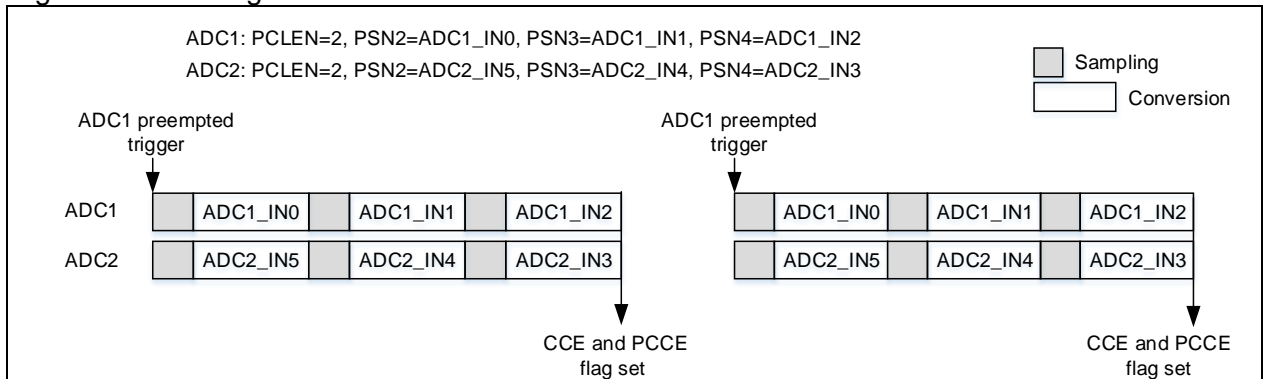 ADC1: PCLEN=2, PSN2=ADC1_IN0, PSN3=ADC1_IN1, PSN4=ADC1_IN2
ADC2: PCLEN=2, PSN2=ADC2_IN5, PSN3=ADC2_IN4, PSN4=ADC2_IN3
Sampling
Conversion
ADC1 preempted
trigger
ADC1 preempted
trigger
ADC1 ADC1_IN0 ADC1_IN1 ADC1_IN2 ADC1_IN0 ADC1_IN1 ADC1_IN2
ADC2 ADC2_IN5 ADC2_IN4 ADC2_IN3 ADC2_IN5 ADC2_IN4 ADC2_IN3
CCE and PCCE
flag set
CCE and PCCE
flag set